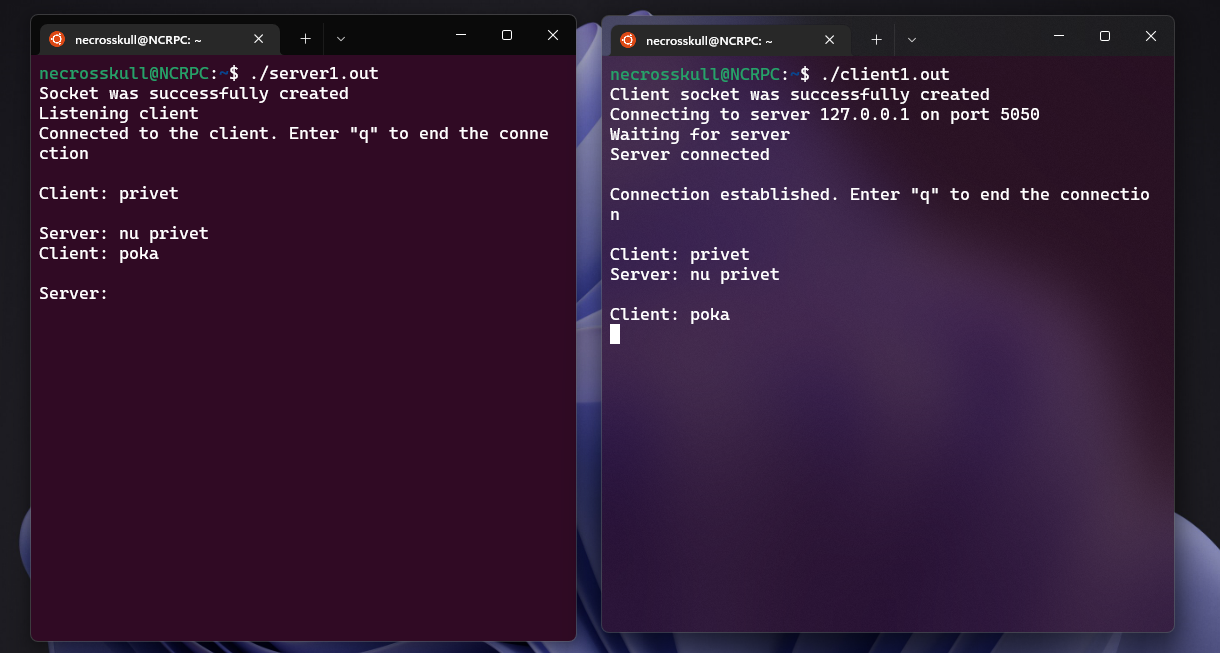 necrosskull@NCRPC: ~
necrosskull@NCRPC:~$ ./server1.out
Socket was successfully created
Listening client
Connected to the client. Enter "q" to end the conne
ction
Client: privet
Server: nu privet
Client: poka
Server:
necrosskull@NCRPC: ~
necrosskull@NCRPC:~$ ./client1.out
Client socket was successfully created
Connecting to server 127.0.0.1 on port 5050
Waiting for server
Server connected
Connection established. Enter "q" to end the connectio
n
Client: privet
Server: nu privet
Client: poka